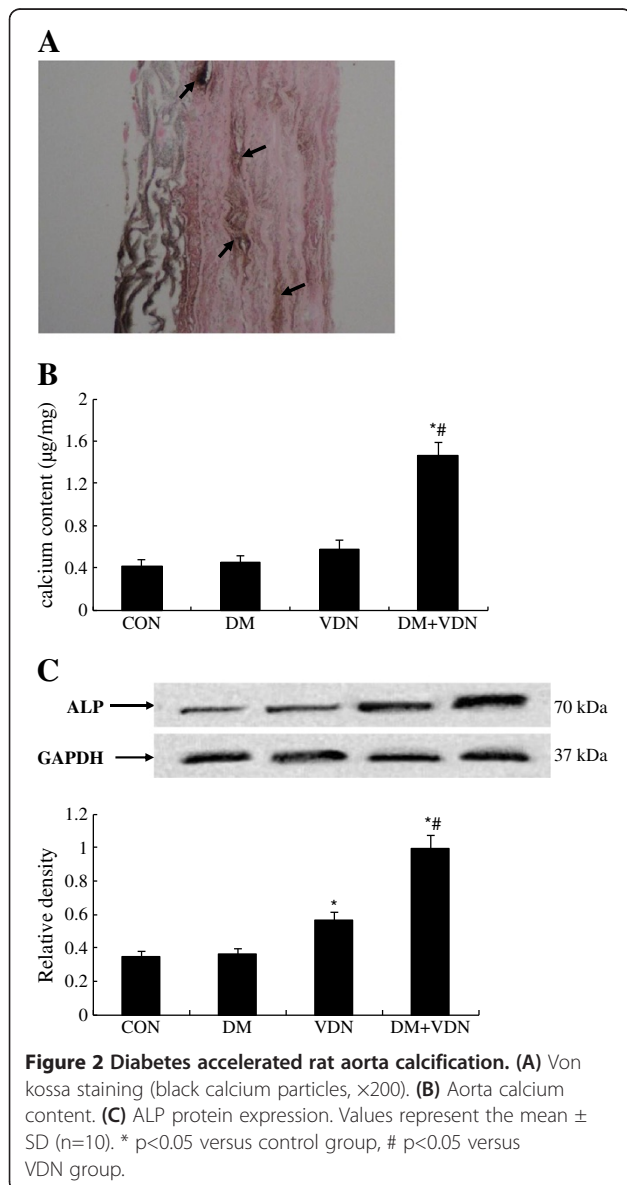 A
B
calcium content (μg/mg)
2
1.6
1.2
0.8
0.4
0
*#
CON DM VDN DM+VDN
C
ALP 70 kDa
GAPDH 37 kDa
Relative density
1.2
1
0.8
0.6
0.4
0.2
0
*
*#
CON DM VDN DM+VDN
Figure 2 Diabetes accelerated rat aorta calcification. (A) Von
kossa staining (black calcium particles, ×200). (B) Aorta calcium
content. (C) ALP protein expression. Values represent the mean ±
SD (n=10). * p<0.05 versus control group, # p<0.05 versus
VDN group.